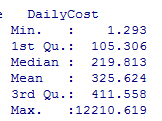 e DailyCost
Min. : 1.293
1st Qu.: 105.306
Median : 219.813
Mean : 325.624
3rd Qu.: 411.558
Max. :12210.619